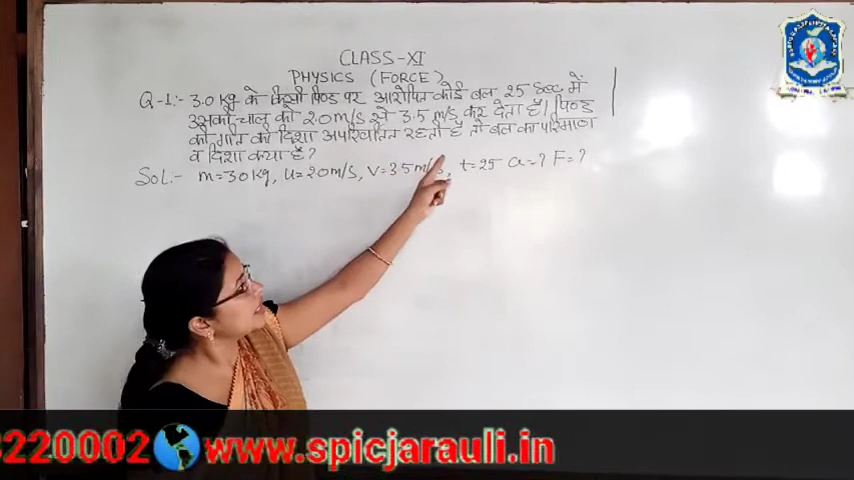 CLASS-XI
PHYSICS (FORCE)
Q-1:- 3.0 kg के किसी पिण्ड पर आरोपित कोई बल 25 Sec में
उसकी चाल को 2.0 m/s से 3.5 m/s कर देता है। पिण्ड
की गति की दिशा अपरिवर्तित रहती है तो बल का परिमाण
व दिशा क्या है?
SOL:- m=3.0 kg, u=2.0 m/s, v=3.5 m/s, t=25 a=? F=?
3220003 www.spicjarauli.in